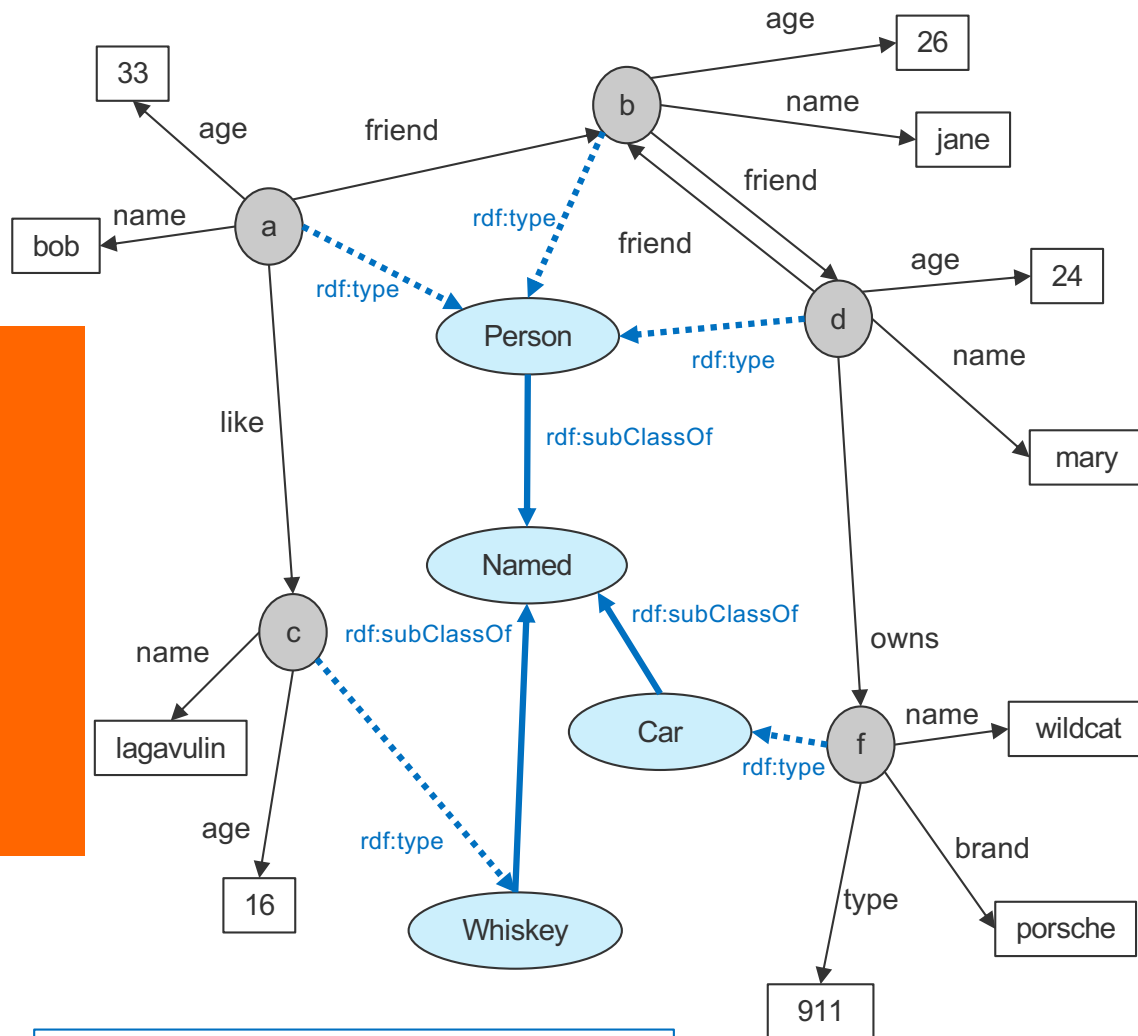 age
26
33
b
name
age
friend
jane
friend
name
a
rdf:type
bob
friend
age
24
rdf:type
d
Person
rdf:type
name
like
rdf:subClassOf
mary
Named
rdf:subClassOf
rdf:subClassOf
c
name
owns
name
wildcat
lagavulin
Car
f
rdf:type
age
rdf:type
brand
16
type
Whiskey
porsche
911